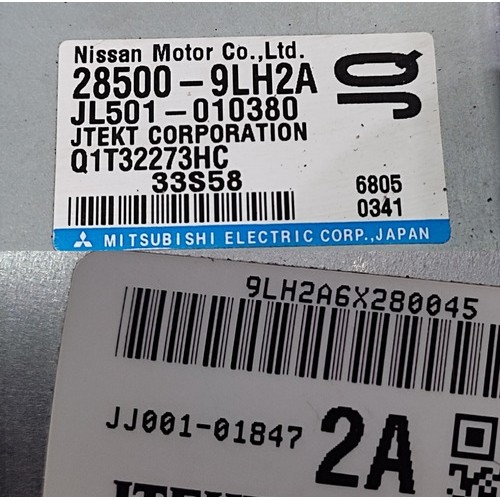 Nissan Motor Co.,Ltd.
28500-9LH2A
JL501-010380
JTEKT CORPORATION
Q1T32273HC
33S58
6805
0341
JQ
MITSUBISHI ELECTRIC CORP.,JAPAN
9LH2A6X280045
JJ001-01847
2A